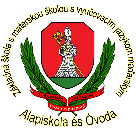 Základná škola s materskou školou s vyučovacím jazykom maďarským
Alapiskola és Óvoda